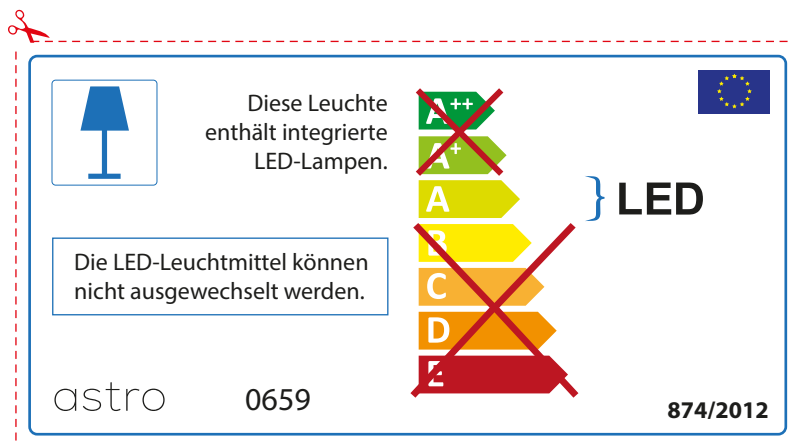 Diese Leuchte
enthält integrierte
LED-Lampen.
Die LED-Leuchtmittel können
nicht ausgewechselt werden.
A++
A+
A
B
C
D
E
LED
astro
0659
874/2012